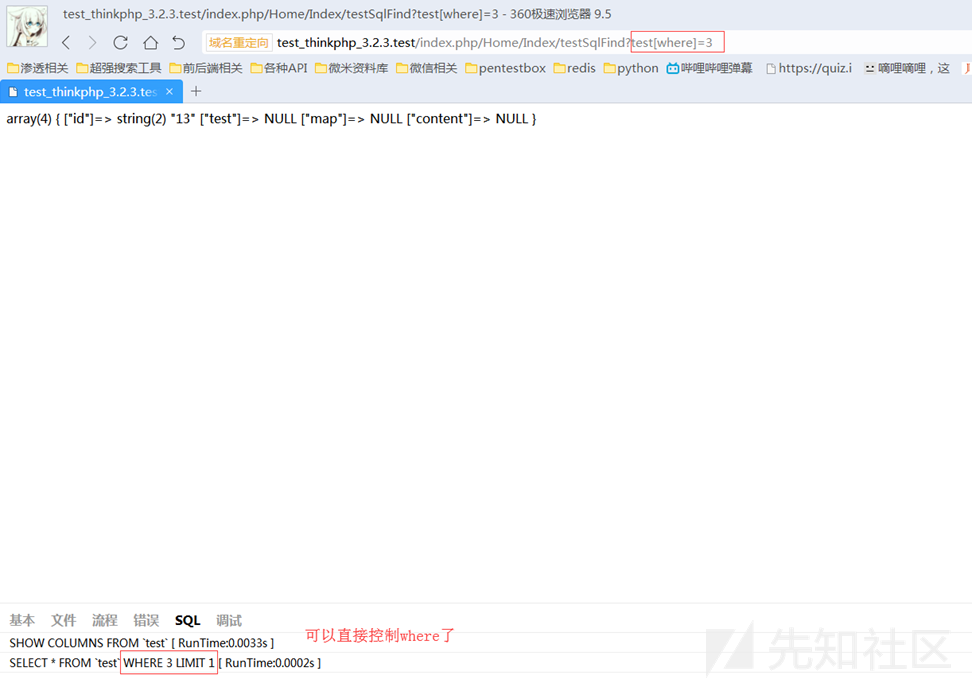 test_thinkphp_3.2.3.test/index.php/Home/Index/testSqlFind?test[where]=3 - 360极速浏览器 9.5
域名重定向 test_thinkphp_3.2.3.test/index.php/Home/Index/testSqlFind?test[where]=3
渗透相关 超强搜索工具 前后端相关 各种API 微米资料库 微信相关 pentestbox redis python 哔哩哔哩弹幕 https://quiz.i 嘀哩嘀哩，这 J
test_thinkphp_3.2.3.tes × +
array(4) { ["id"]=> string(2) "13" ["test"]=> NULL ["map"]=> NULL ["content"]=> NULL }
基本 文件 流程 错误 SQL 调试
可以直接控制where了
SHOW COLUMNS FROM `test` [ RunTime:0.0033s ]
SELECT * FROM `test` WHERE 3 LIMIT 1 [ RunTime:0.0002s ]
先知社区